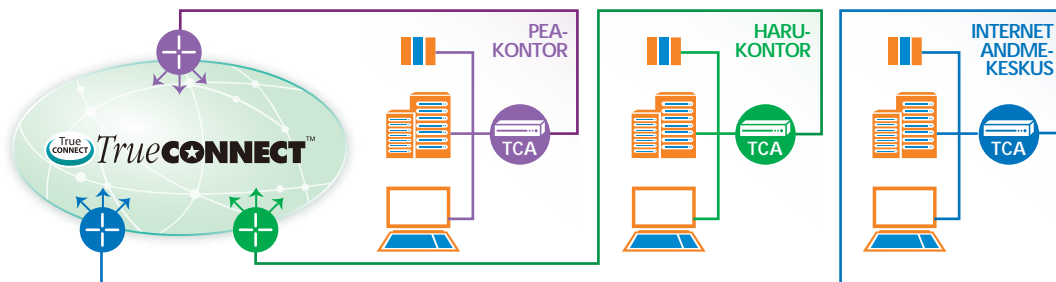 PEA-
KONTOR
HARU-
KONTOR
INTERNET
ANDME-
KESKUS
True
CONNECT
TrueCONNECT™
TCA
TCA
TCA